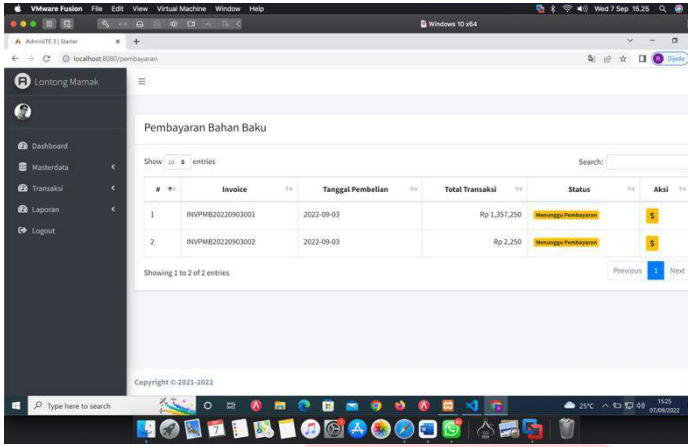 VMware Fusion File Edit View Virtual Machine Window Help Wed 7 Sep 15.25
Windows 10 x64
AdminLTE 3 | Starter
localhost:8080/pembayaran
Lontong Mamak
Dashboard
Masterdata
Transaksi
Laporan
Logout
Pembayaran Bahan Baku
Show 10 entries Search:
# Invoice Tanggal Pembelian Total Transaksi Status Aksi
1 INVPMB20220903001 2022-09-03 Rp 1,357,250 Menunggu Pembayaran $
2 INVPMB20220903002 2022-09-03 Rp 2,250 Menunggu Pembayaran $
Showing 1 to 2 of 2 entries Previous 1 Next
Copyright © 2021-2022
Type here to search 25°C 15:25
07/09/2022